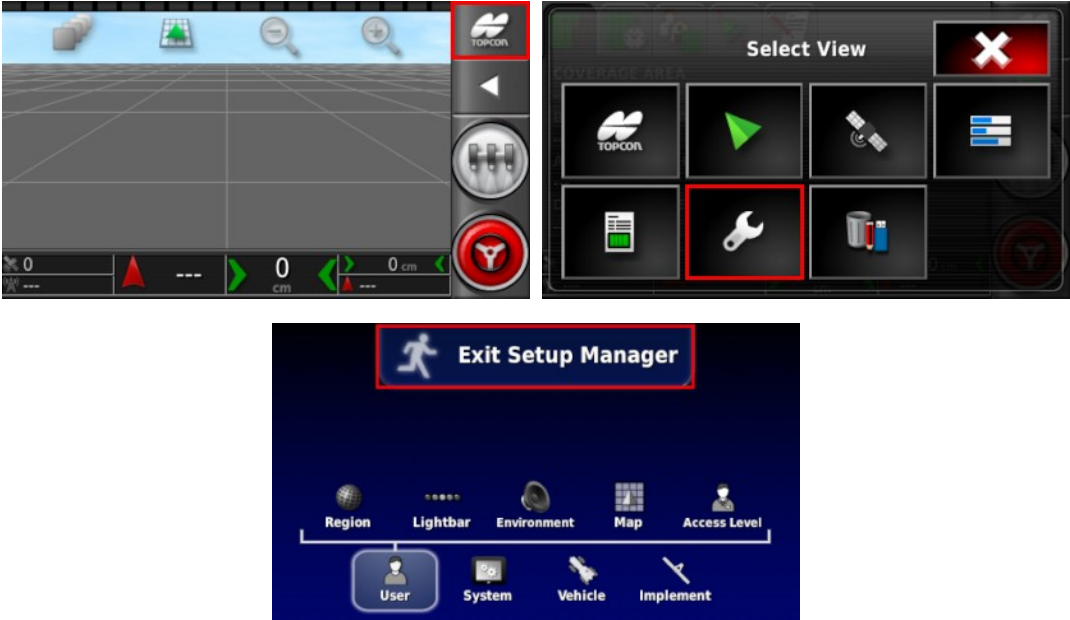 TOPCON
0
---
---
0
cm
0 cm
---
Select View
COVERAGE AREA
TOPCON
Exit Setup Manager
Region
Lightbar
Environment
Map
Access Level
User
System
Vehicle
Implement